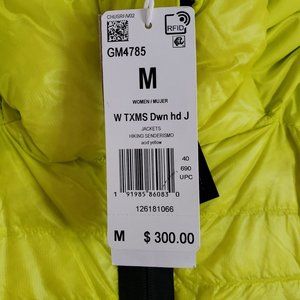 CHUSRFIV02
RFID
GM4785
M
WOMEN / MUJER
W TXMS Dwn hd J
JACKETS
HIKING SENDERISMO
acid yellow
40
690
UPC
1 91985 86083 0
126181066
M $ 300.00